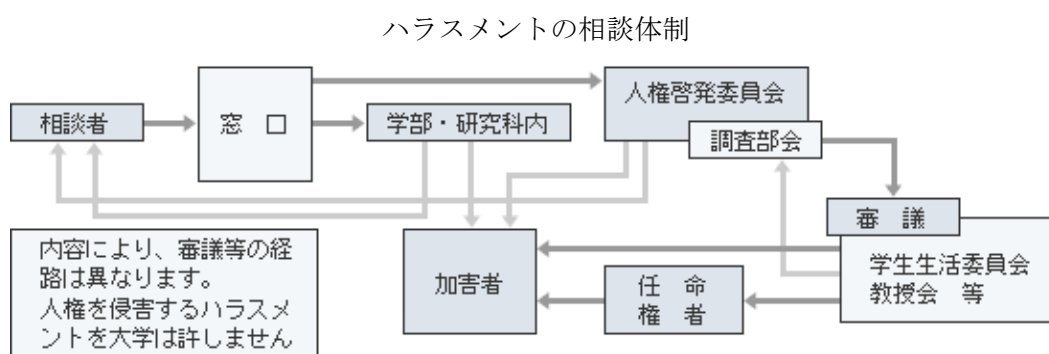 ハラスメントの相談体制
相談者
窓 口
学部・研究科内
人権啓発委員会
調査部会
審 議
学生生活委員会
教授会 等
加害者
任 命
権 者
内容により、審議等の経
路は異なります。
人権を侵害するハラスメ
ントを大学は許しません